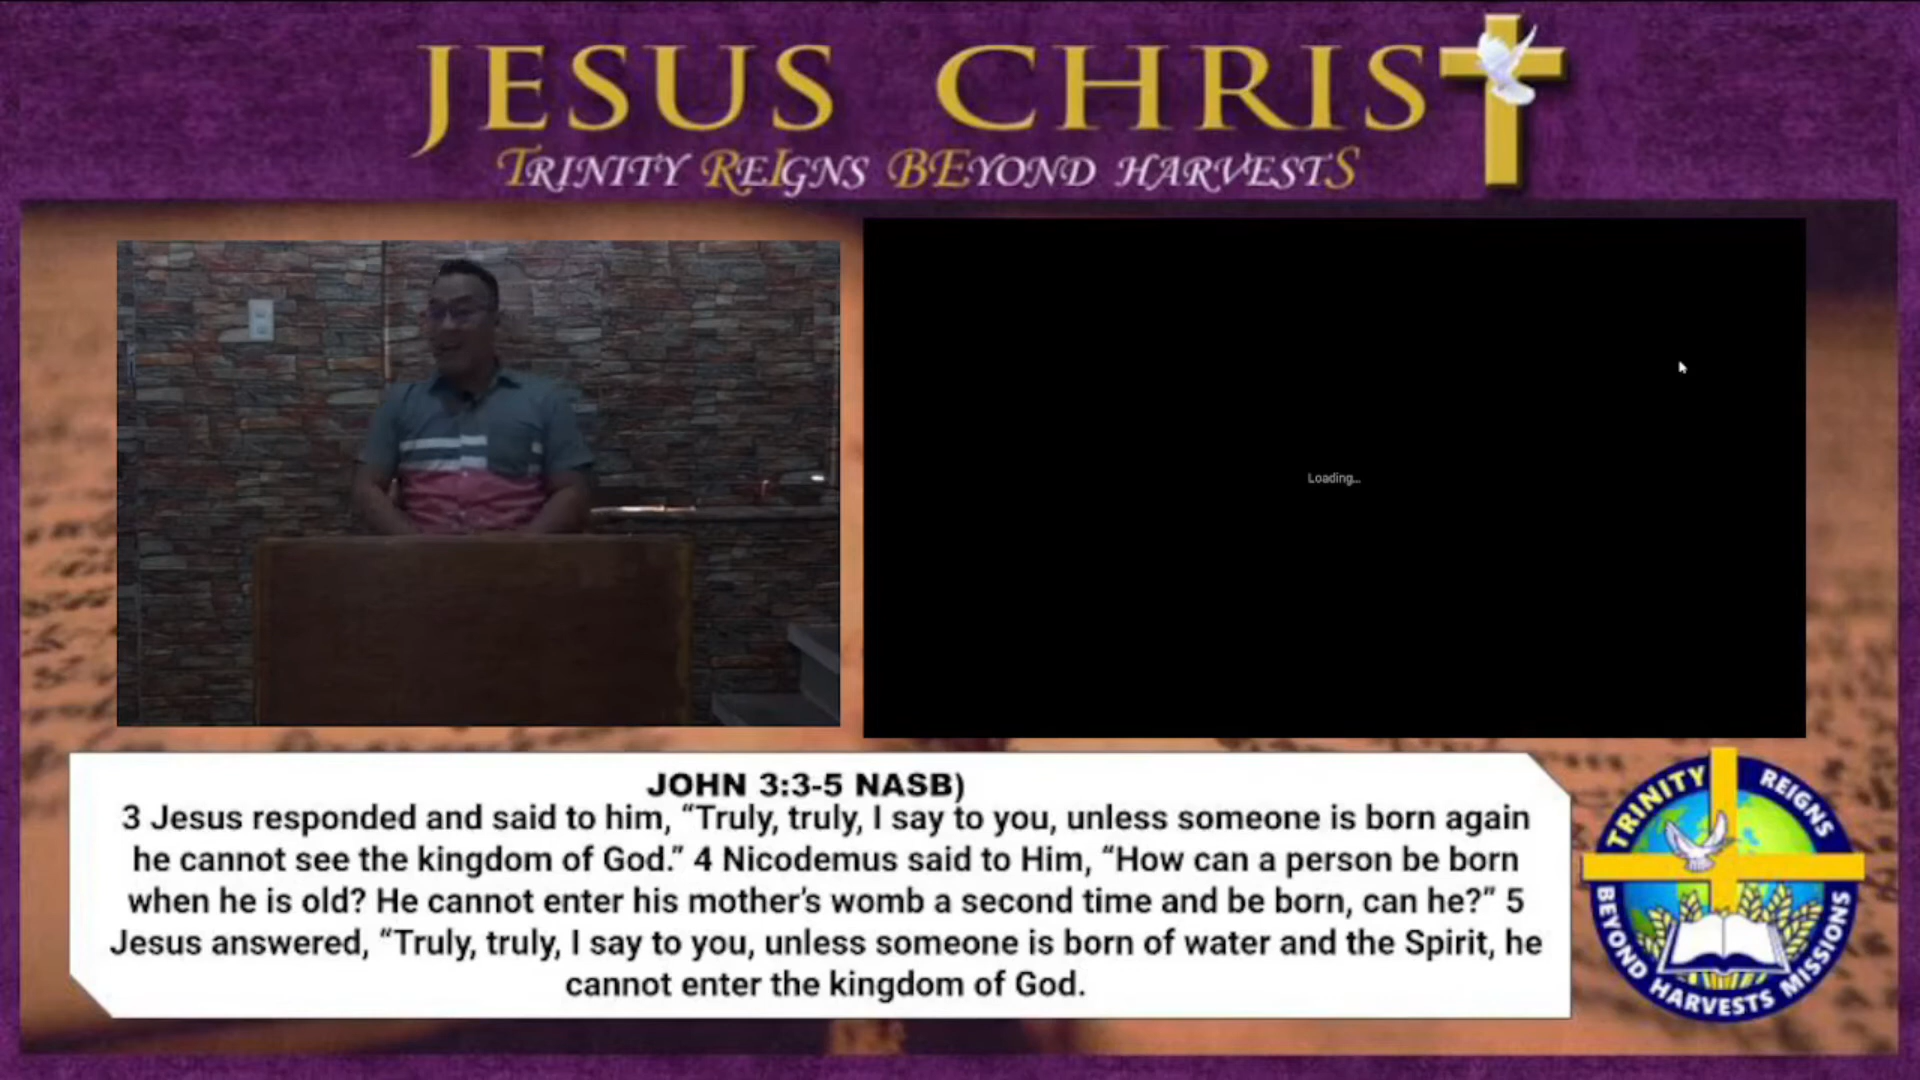 JESUS CHRIST
TRINITY REIGNS BEYOND HARVESTS
Loading...
JOHN 3:3-5 NASB)
3 Jesus responded and said to him, “Truly, truly, I say to you, unless someone is born again
he cannot see the kingdom of God.” 4 Nicodemus said to Him, “How can a person be born
when he is old? He cannot enter his mother’s womb a second time and be born, can he?” 5
Jesus answered, “Truly, truly, I say to you, unless someone is born of water and the Spirit, he
cannot enter the kingdom of God.
TRINITY REIGNS
BEYOND HARVESTS MISSIONS